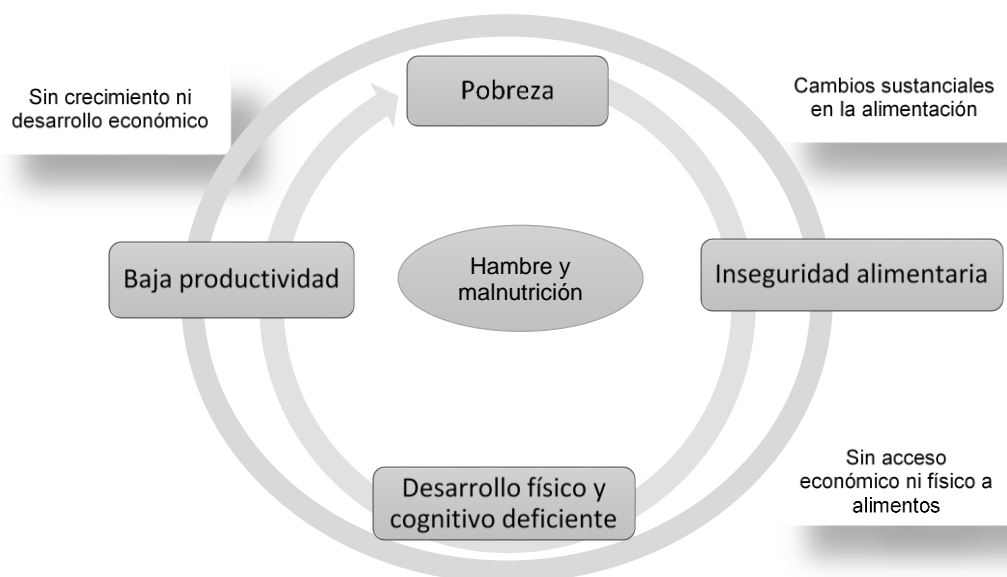 Pobreza
Sin crecimiento ni
desarrollo económico
Cambios sustanciales
en la alimentación
Baja productividad
Hambre y
malnutrición
Inseguridad alimentaria
Sin acceso
económico ni físico a
alimentos
Desarrollo físico y
cognitivo deficiente